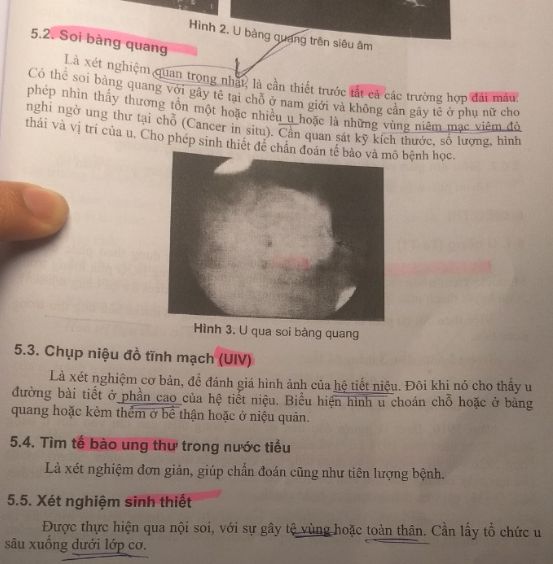 Hình 2. U bàng quang trên siêu âm
5.2. Soi bàng quang
Là xét nghiệm quan trọng nhất, là cần thiết trước tất cả các trường hợp đái máu.
Có thể soi bàng quang với gây tê tại chỗ ở nam giới và không cần gây tê ở phụ nữ cho
phép nhìn thấy thương tổn một hoặc nhiều u hoặc là những vùng niêm mạc viêm đỏ
nghi ngờ ung thư tại chỗ (Cancer in situ). Cần quan sát kỹ kích thước, số lượng, hình
thái và vị trí của u. Cho phép sinh thiết để chẩn đoán tế bào và mô bệnh học.
Hình 3. U qua soi bàng quang
5.3. Chụp niệu đồ tĩnh mạch (UIV)
Là xét nghiệm cơ bản, để đánh giá hình ảnh của hệ tiết niệu. Đôi khi nó cho thấy u
đường bài tiết ở phần cao của hệ tiết niệu. Biểu hiện hình u choán chỗ hoặc ở bàng
quang hoặc kèm thêm ở bể thận hoặc ở niệu quản.
5.4. Tìm tế bào ung thư trong nước tiểu
Là xét nghiệm đơn giản, giúp chẩn đoán cũng như tiên lượng bệnh.
5.5. Xét nghiệm sinh thiết
Được thực hiện qua nội soi, với sự gây tê vùng hoặc toàn thân. Cần lấy tổ chức u
sâu xuống dưới lớp cơ.